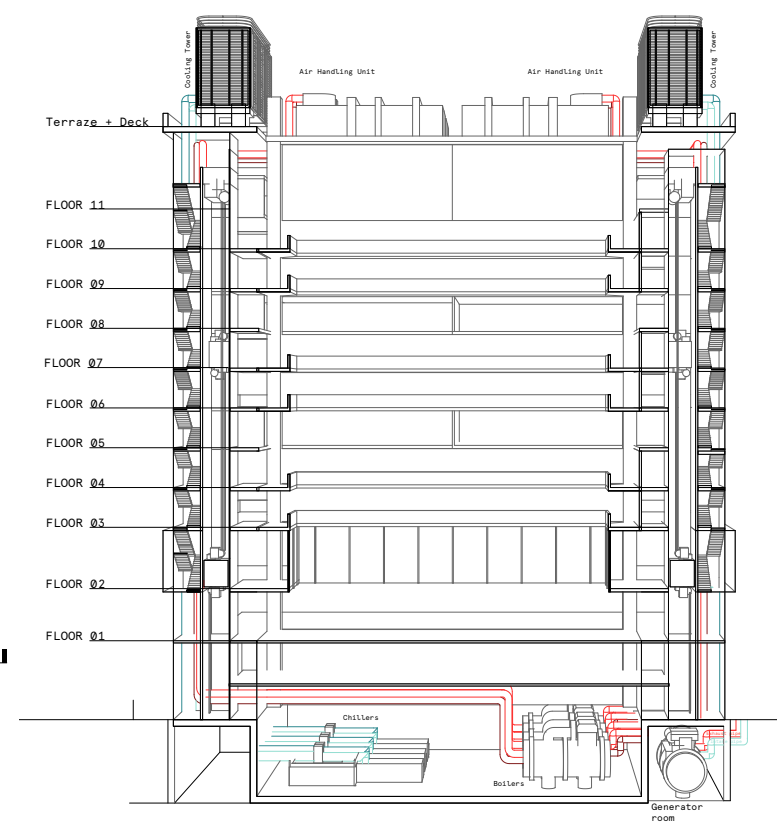 Cooling Tower
Air Handling Unit
Air Handling Unit
Cooling Tower
Terraze + Deck
FLOOR 11
FLOOR 10
FLOOR 09
FLOOR 08
FLOOR 07
FLOOR 06
FLOOR 05
FLOOR 04
FLOOR 03
FLOOR 02
FLOOR 01
Chillers
Boilers
Generator
room